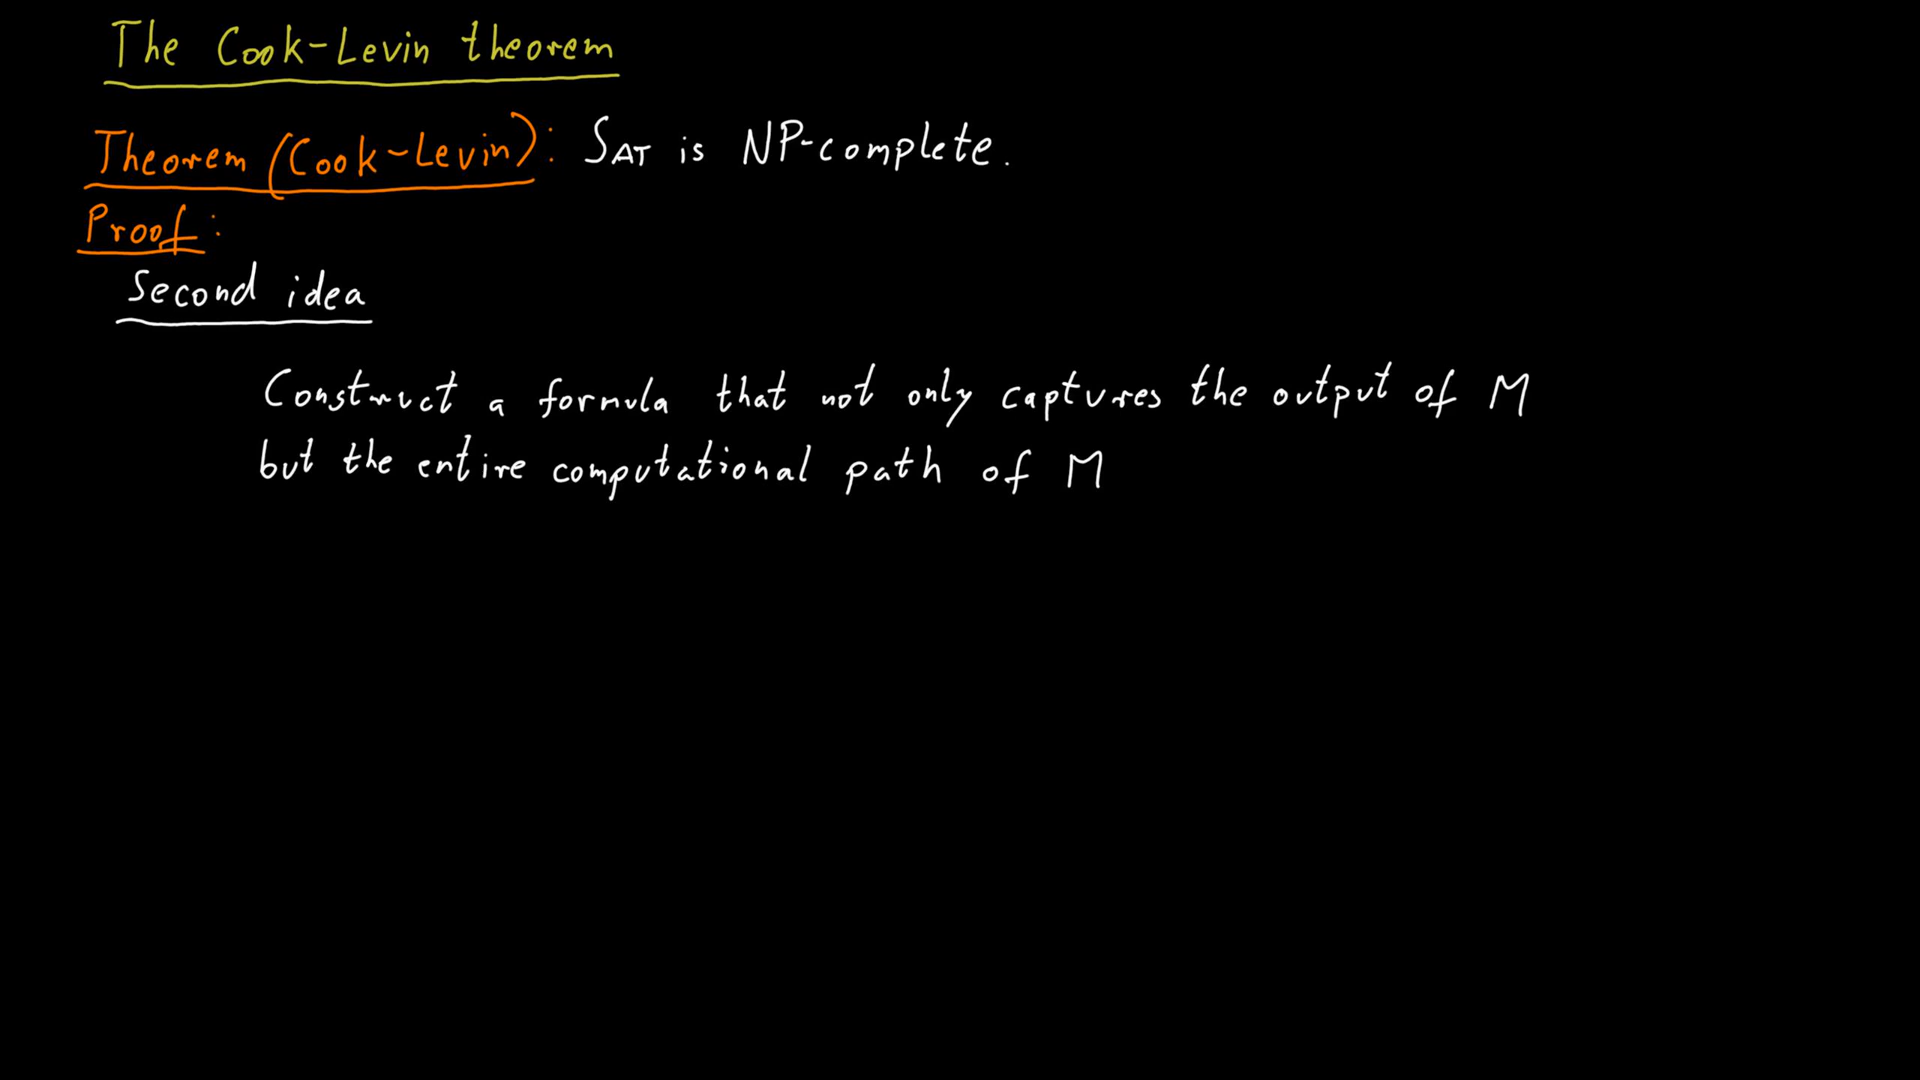 The Cook-Levin theorem
Theorem (Cook-Levin): SAT is NP-complete.
Proof:
Second idea
Construct a formula that not only captures the output of M
but the entire computational path of M